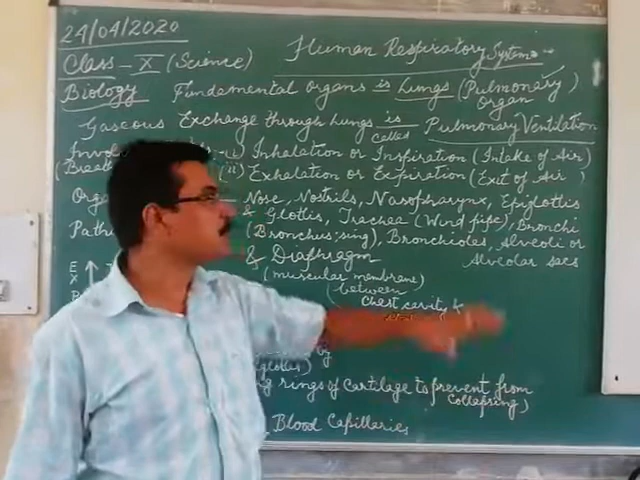 24/04/2020
Class - X (Science)
Human Respiratory System
Biology
Fundamental Organs is Lungs (Pulmonary Organ)
Gaseous Exchange through Lungs is called Pulmonary Ventilation
(i) Inhalation or Inspiration (Intake of Air)
(ii) Exhalation or Expiration (Exit of Air)
Nose, Nostrils, Nasopharynx, Epiglottis
& Glottis, Trachea (Wind pipe), Bronchi
(Bronchus; sing), Bronchioles, Alveoli or
Alveolar sacs
& Diaphragm
(muscular membrane)
(between
Chest cavity &
by
rings of cartilage to prevent from
Collapsing)
Blood Capillaries